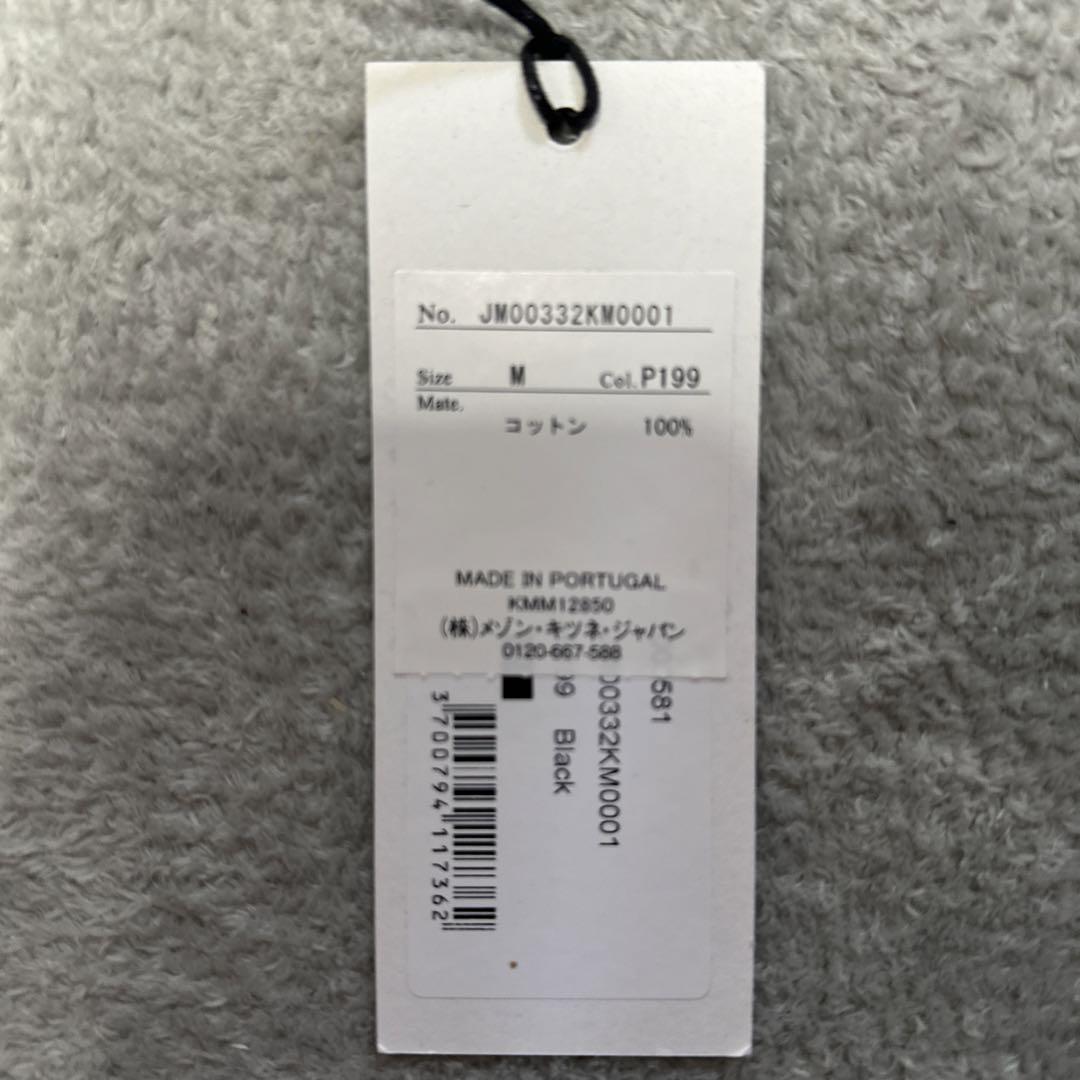 No. JM00332KM0001
Size M Col. P199
Mate.
コットン 100%
MADE IN PORTUGAL
KMM12850
(株)メゾン・キツネ・ジャパン
0120-667-588
581
00332KM0001
99 Black
3700794117362